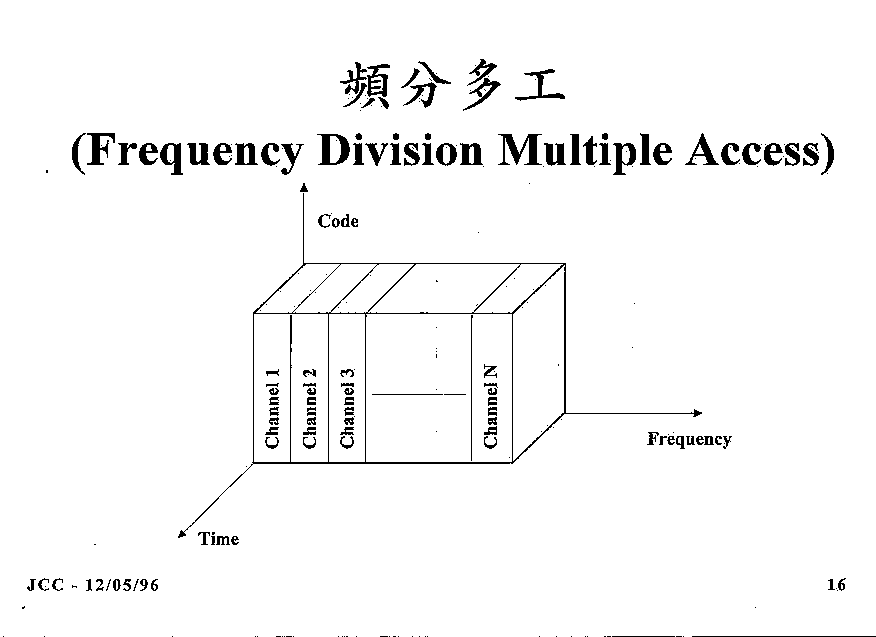 頻分多工
(Frequency Division Multiple Access)
Code
Channel 1
Channel 2
Channel 3
Channel N
Frequency
Time
JCC - 12/05/96
16